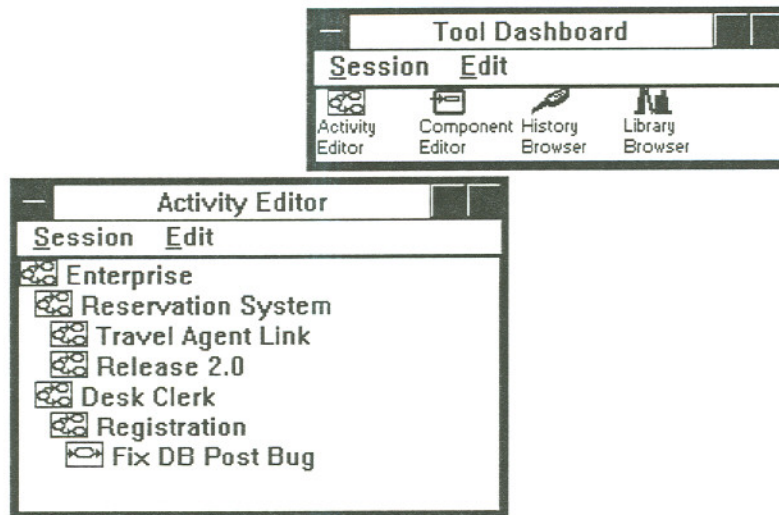 Tool Dashboard
Session Edit
Activity Editor
Component Editor
History Browser
Library Browser
Activity Editor
Session Edit
Enterprise
Reservation System
Travel Agent Link
Release 2.0
Desk Clerk
Registration
Fix DB Post Bug